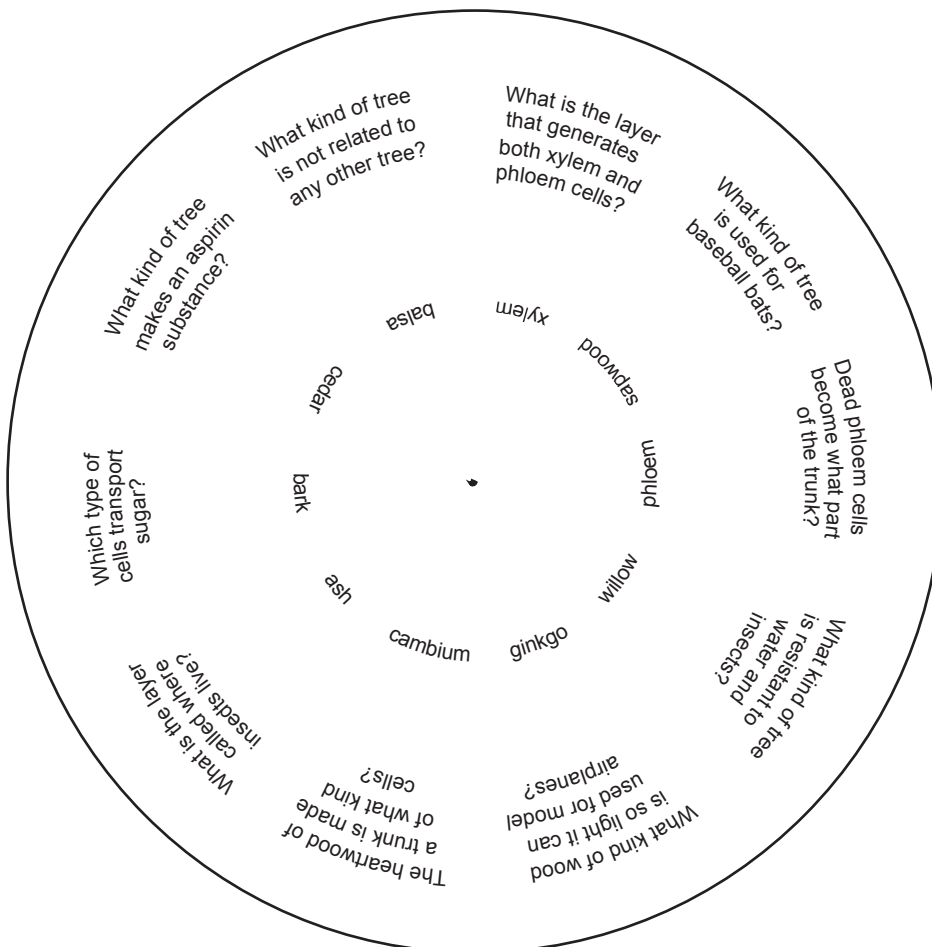 What is the layer
that generates
both xylem and
phloem cells?
What kind of tree
is used for
baseball bats?
Dead phloem cells
become what part
of the trunk?
What kind of tree
is resistant to
water and
insects?
What kind of wood
is so light it can
used for model
airplanes?
The heartwood of
a trunk is made
of what kind
cells?
What is the layer
called where
insedts live?
Which type of
cells transport
sugar?
What kind of tree
makes an aspirin
substance?
What kind of tree
is not related to
any other tree?
xylem
sapwood
phloem
willow
ginkgo
cambium
ash
bark
cedar
balsa